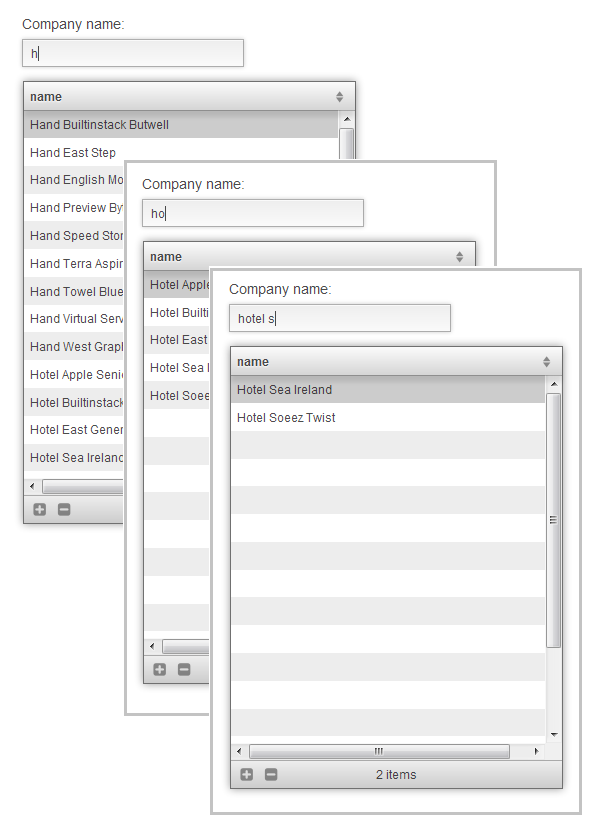 Company name:
h
name
Hand Builtinstack Butwell
Hand East Step
Hand English Mo
Hand Preview By
Hand Speed Stor
Hand Terra Aspir
Hand Towel Blue
Hand Virtual Serv
Hand West Grapl
Hotel Apple Seni
Hotel Builtinstack
Hotel East Gener
Hotel Sea Ireland
Company name:
ho
name
Hotel Apple
Hotel Builti
Hotel East
Hotel Sea I
Hotel Soee
Company name:
hotel s
name
Hotel Sea Ireland
Hotel Soeez Twist
2 items